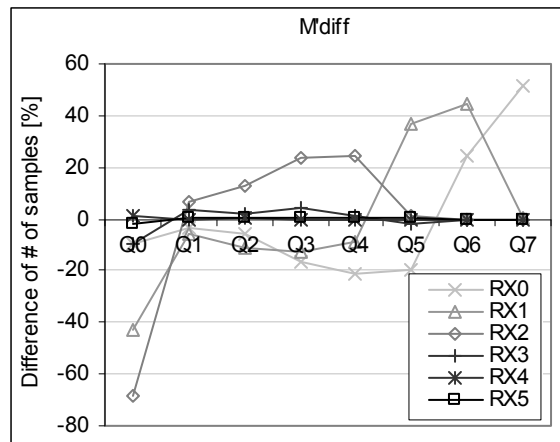 M'diff
Difference of # of samples [%]
60
40
20
0
-20
-40
-60
-80
Q0 Q1 Q2 Q3 Q4 Q5 Q6 Q7
RX0
RX1
RX2
RX3
RX4
RX5